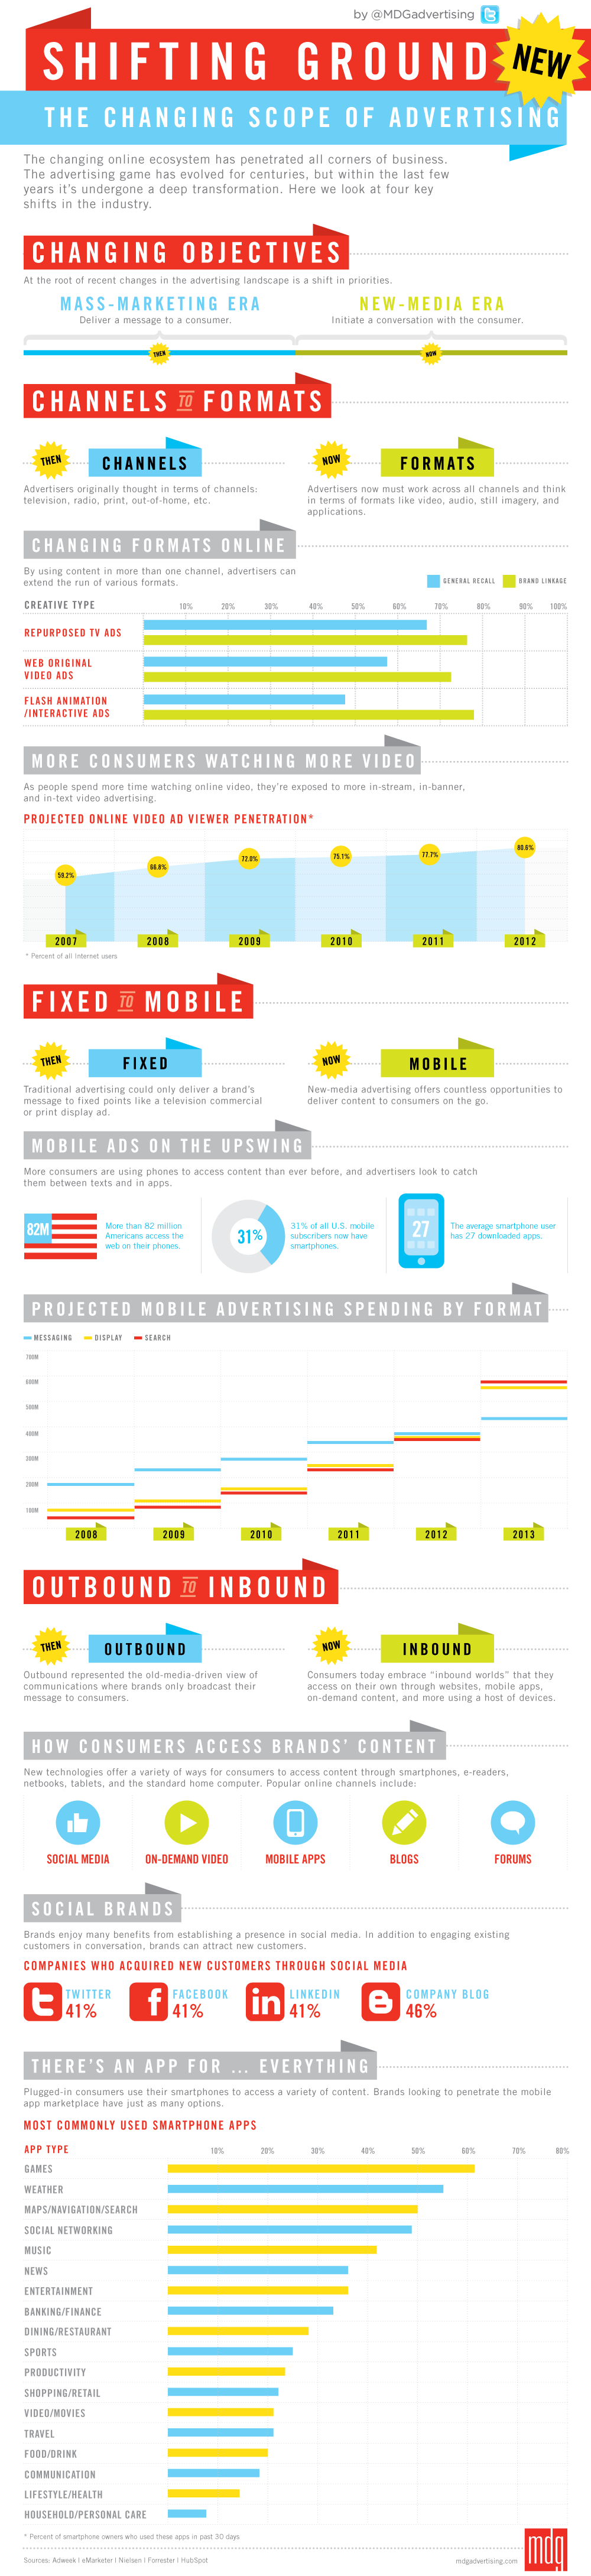 by @MDGadvertising
SHIFTING GROUND
NEW
THE CHANGING SCOPE OF ADVERTISING
The changing online ecosystem has penetrated all corners of business.
The advertising game has evolved for centuries, but within the last few
years it's undergone a deep transformation. Here we look at four key
shifts in the industry.
CHANGING OBJECTIVES
At the root of recent changes in the advertising landscape is a shift in priorities.
MASS-MARKETING ERA
Deliver a message to a consumer.
NEW-MEDIA ERA
Initiate a conversation with the consumer.
THEN
NOW
CHANNELS TO FORMATS
THEN
CHANNELS
Advertisers originally thought in terms of channels:
television, radio, print, out-of-home, etc.
NOW
FORMATS
Advertisers now must work across all channels and think
in terms of formats like video, audio, still imagery, and
applications.
CHANGING FORMATS ONLINE
By using content in more than one channel, advertisers can
extend the run of various formats.
GENERAL RECALL
BRAND LINKAGE
CREATIVE TYPE
10% 20% 30% 40% 50% 60% 70% 80% 90% 100%
REPURPOSED TV ADS
WEB ORIGINAL
VIDEO ADS
FLASH ANIMATION
/INTERACTIVE ADS
MORE CONSUMERS WATCHING MORE VIDEO
As people spend more time watching online video, they're exposed to more in-stream, in-banner,
and in-text video advertising.
PROJECTED ONLINE VIDEO AD VIEWER PENETRATION*
59.2% 66.8% 72.0% 75.1% 77.7% 80.6%
2007 2008 2009 2010 2011 2012
* Percent of all Internet users
FIXED TO MOBILE
THEN
FIXED
Traditional advertising could only deliver a brand's
message to fixed points like a television commercial
or print display ad.
NOW
MOBILE
New-media advertising offers countless opportunities to
deliver content to consumers on the go.
MOBILE ADS ON THE UPSWING
More consumers are using phones to access content than ever before, and advertisers look to catch
them between texts and in apps.
82M
More than 82 million
Americans access the
web on their phones.
31%
31% of all U.S. mobile
subscribers now have
smartphones.
27
The average smartphone user
has 27 downloaded apps.
PROJECTED MOBILE ADVERTISING SPENDING BY FORMAT
MESSAGING DISPLAY SEARCH
700M
600M
500M
400M
300M
200M
100M
2008 2009 2010 2011 2012 2013
OUTBOUND TO INBOUND
THEN
OUTBOUND
Outbound represented the old-media-driven view of
communications where brands only broadcast their
message to consumers.
NOW
INBOUND
Consumers today embrace "inbound worlds" that they
access on their own through websites, mobile apps,
on-demand content, and more using a host of devices.
HOW CONSUMERS ACCESS BRANDS' CONTENT
New technologies offer a variety of ways for consumers to access content through smartphones, e-readers,
netbooks, tablets, and the standard home computer. Popular online channels include:
SOCIAL MEDIA
ON-DEMAND VIDEO
MOBILE APPS
BLOGS
FORUMS
SOCIAL BRANDS
Brands enjoy many benefits from establishing a presence in social media. In addition to engaging existing
customers in conversation, brands can attract new customers.
COMPANIES WHO ACQUIRED NEW CUSTOMERS THROUGH SOCIAL MEDIA
TWITTER
41%
FACEBOOK
41%
LINKEDIN
41%
COMPANY BLOG
46%
THERE'S AN APP FOR ... EVERYTHING
Plugged-in consumers use their smartphones to access a variety of content. Brands looking to penetrate the mobile
app marketplace have just as many options.
MOST COMMONLY USED SMARTPHONE APPS
APP TYPE
10% 20% 30% 40% 50% 60% 70% 80%
GAMES
WEATHER
MAPS/NAVIGATION/SEARCH
SOCIAL NETWORKING
MUSIC
NEWS
ENTERTAINMENT
BANKING/FINANCE
DINING/RESTAURANT
SPORTS
PRODUCTIVITY
SHOPPING/RETAIL
VIDEO/MOVIES
TRAVEL
FOOD/DRINK
COMMUNICATION
LIFESTYLE/HEALTH
HOUSEHOLD/PERSONAL CARE
* Percent of smartphone owners who used these apps in past 30 days
Sources: Adweek | eMarketer | Nielsen | Forrester | HubSpot
mdgadvertising.com
mdg